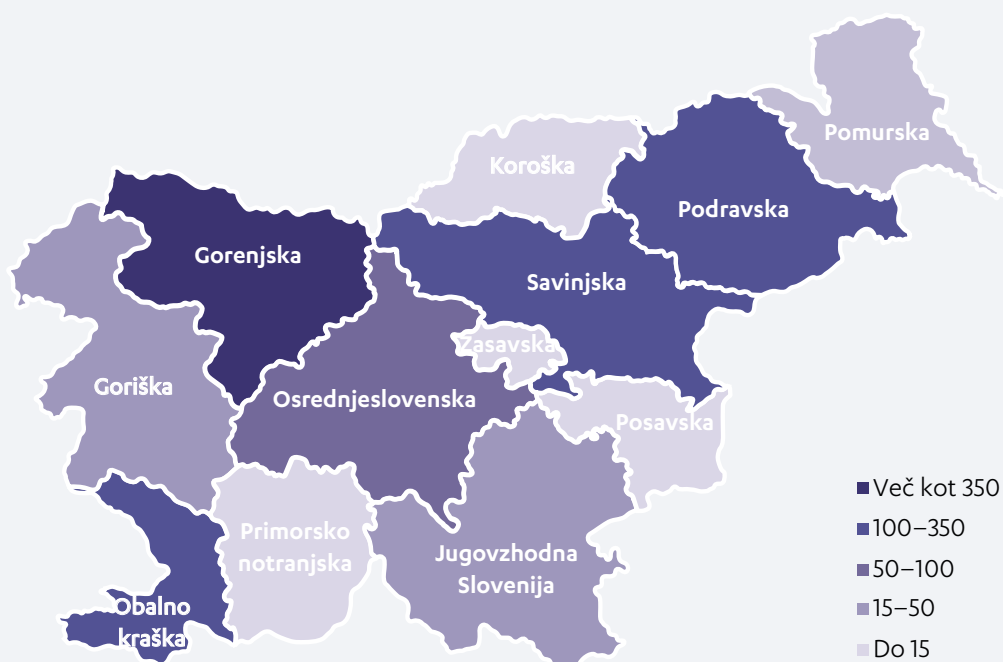 Pomurska
Koroška
Podravska
Gorenjska
Savinjska
Zasavska
Goriška
Osrednjeslovenska
Posavska
Primorsko
notranjska
Jugovzhodna
Slovenija
Obalno
kraška
Več kot 350
100–350
50–100
15–50
Do 15